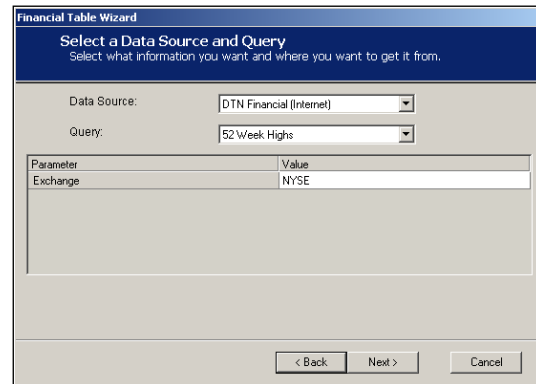 Financial Table Wizard
Select a Data Source and Query
Select what information you want and where you want to get it from.
Data Source: DTN Financial (Internet)
Query: 52 Week Highs
Parameter Value
Exchange NYSE
< Back Next > Cancel